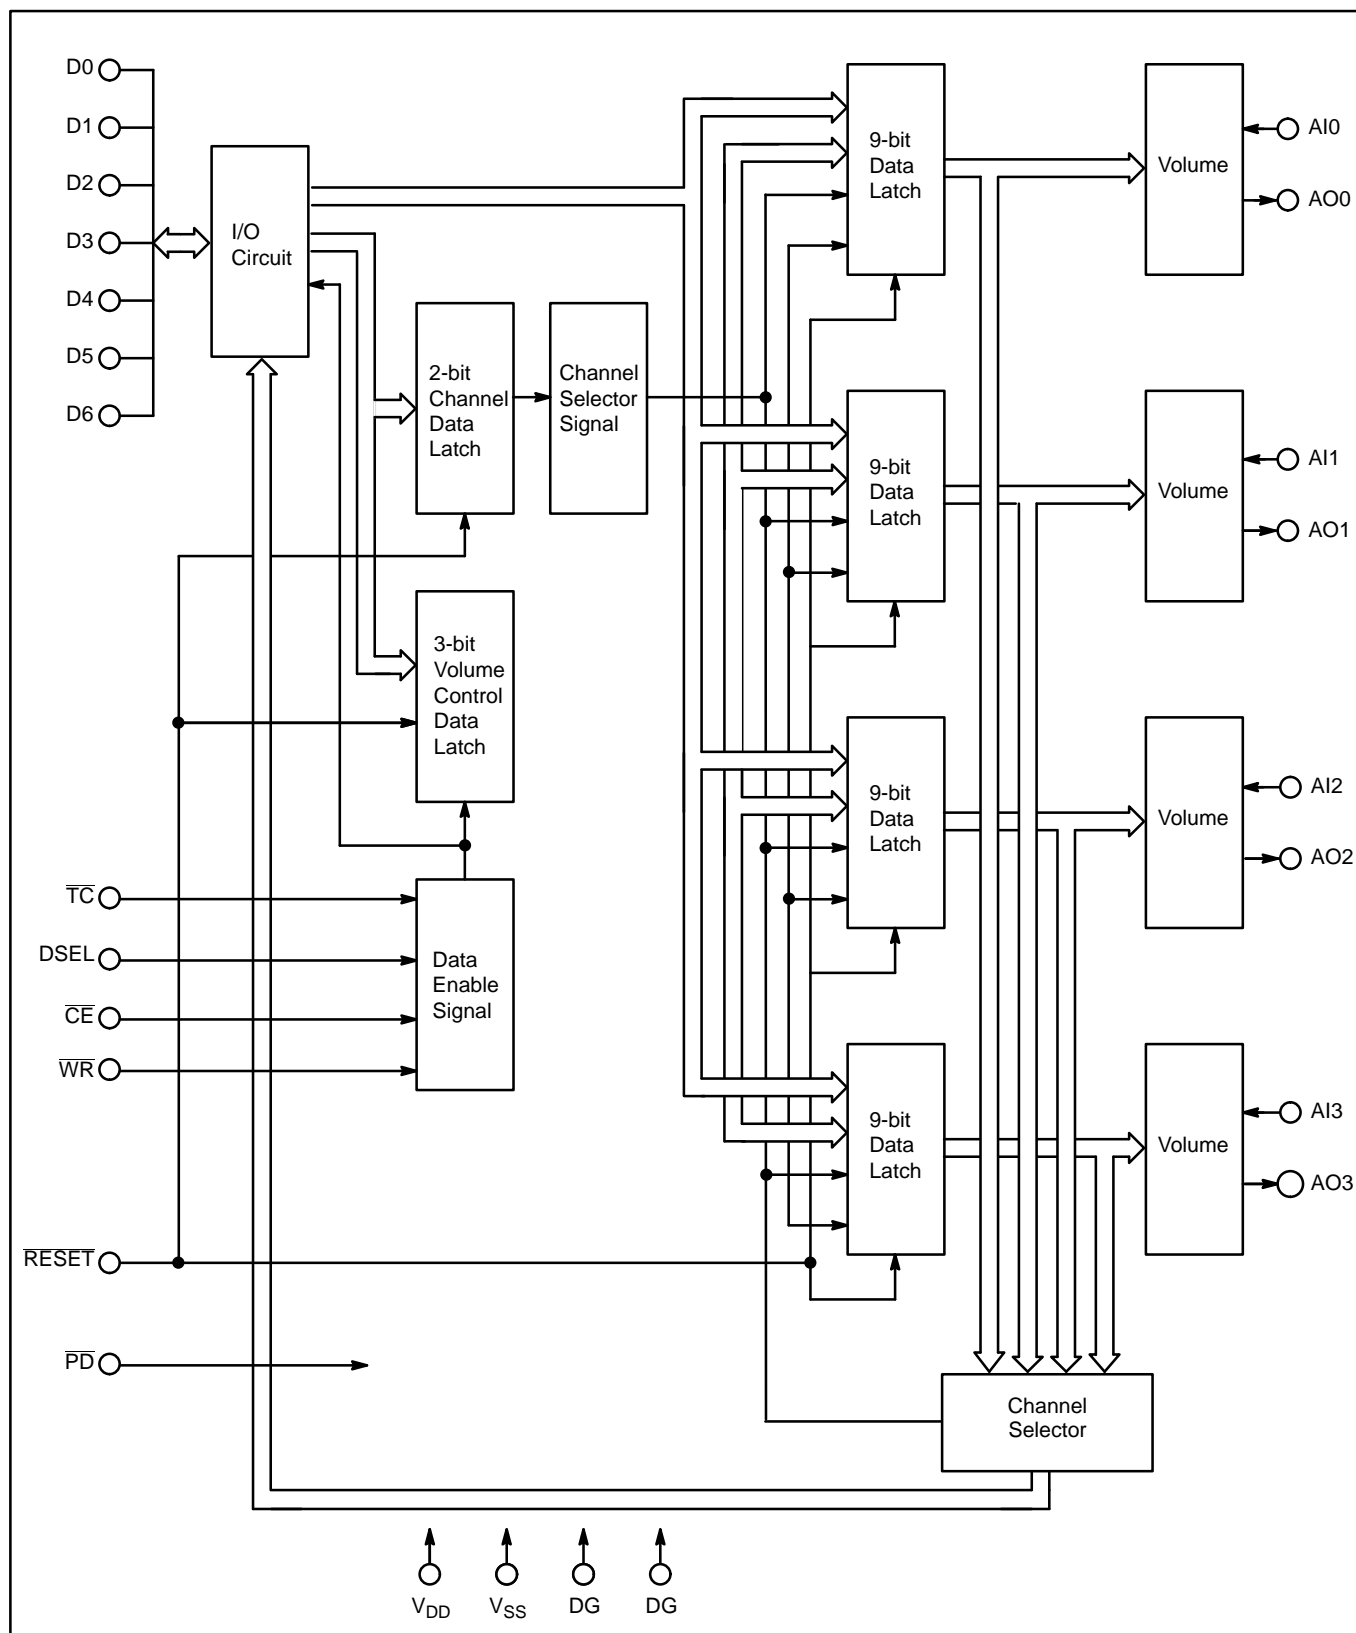 D0
D1
D2
D3
D4
D5
D6
I/O
Circuit
2-bit
Channel
Data
Latch
Channel
Selector
Signal
3-bit
Volume
Control
Data
Latch
TC
DSEL
CE
WR
Data
Enable
Signal
RESET
PD
9-bit
Data
Latch
Volume
AI0
AO0
9-bit
Data
Latch
Volume
AI1
AO1
9-bit
Data
Latch
Volume
AI2
AO2
9-bit
Data
Latch
Volume
AI3
AO3
Channel
Selector
VDD
VSS
DG
DG